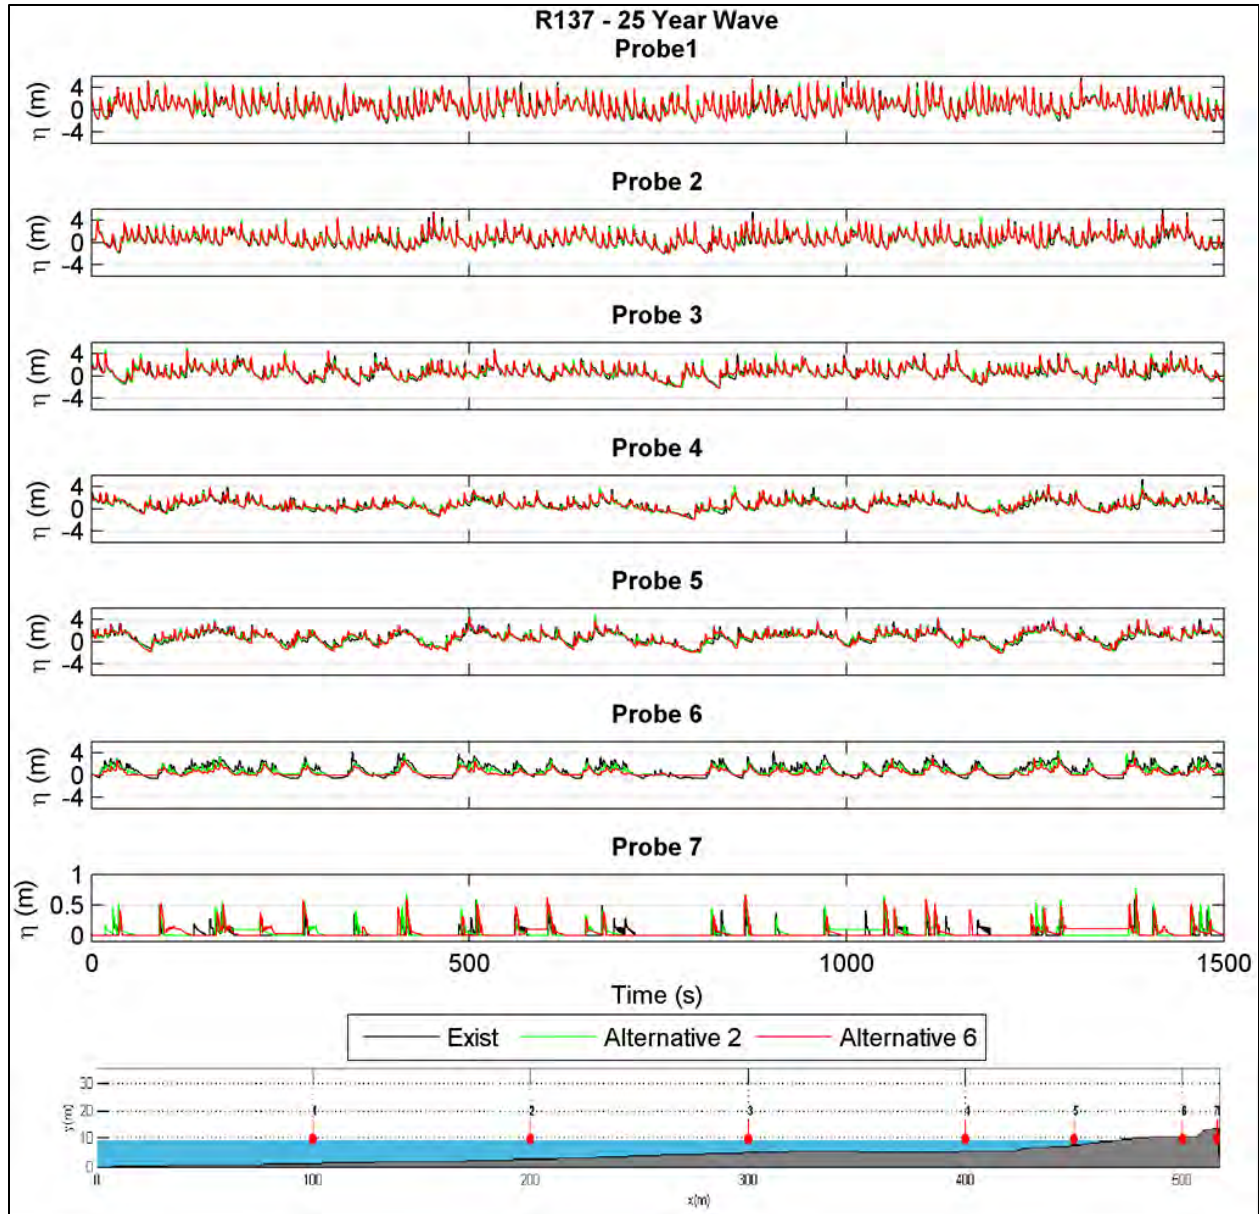 R137 - 25 Year Wave
Probe1
η (m)
4
0
−4
Probe 2
η (m)
4
0
−4
Probe 3
η (m)
4
0
−4
Probe 4
η (m)
4
0
−4
Probe 5
η (m)
4
0
−4
Probe 6
η (m)
4
0
−4
Probe 7
η (m)
1
0.5
0
0 500 1000 1500
Time (s)
Exist Alternative 2 Alternative 6
y(m)
30
20
10
0
1 2 3 4 5 6 7
0 100 200 300 400 500
x(m)